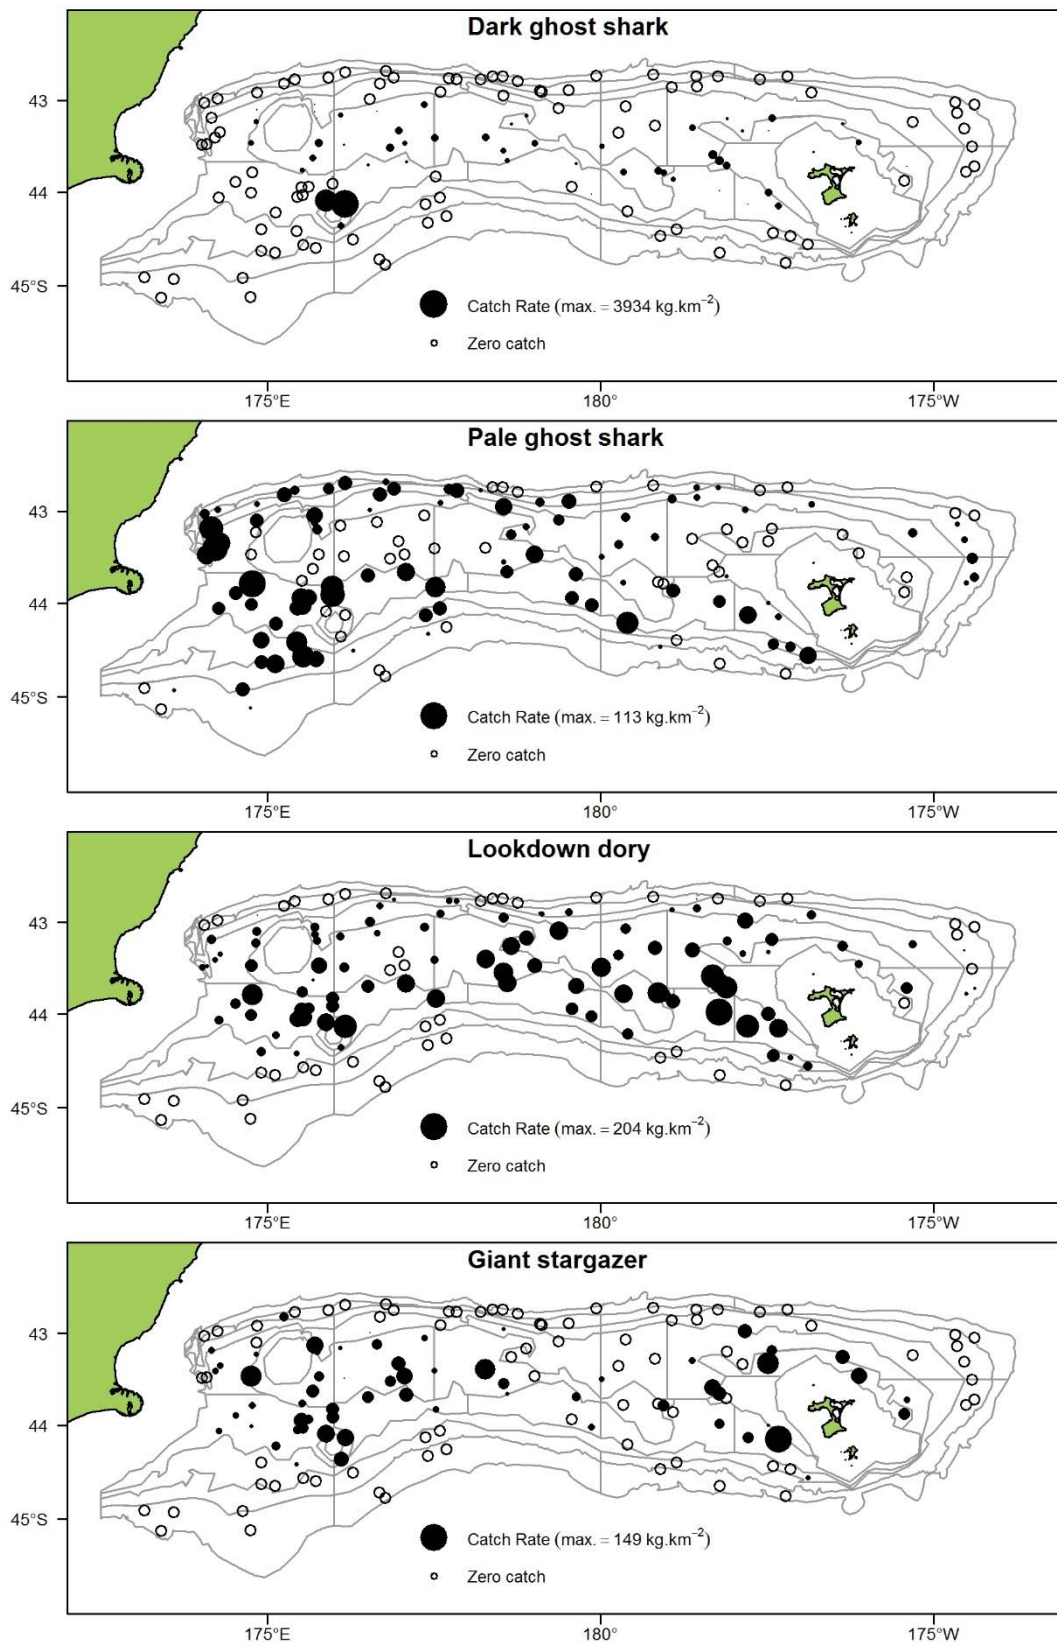 Dark ghost shark
43
44
45°S
Catch Rate (max. = 3934 kg.km⁻²)
Zero catch
175°E
180°
175°W
Pale ghost shark
43
44
45°S
Catch Rate (max. = 113 kg.km⁻²)
Zero catch
175°E
180°
175°W
Lookdown dory
43
44
45°S
Catch Rate (max. = 204 kg.km⁻²)
Zero catch
175°E
180°
175°W
Giant stargazer
43
44
45°S
Catch Rate (max. = 149 kg.km⁻²)
Zero catch
175°E
180°
175°W